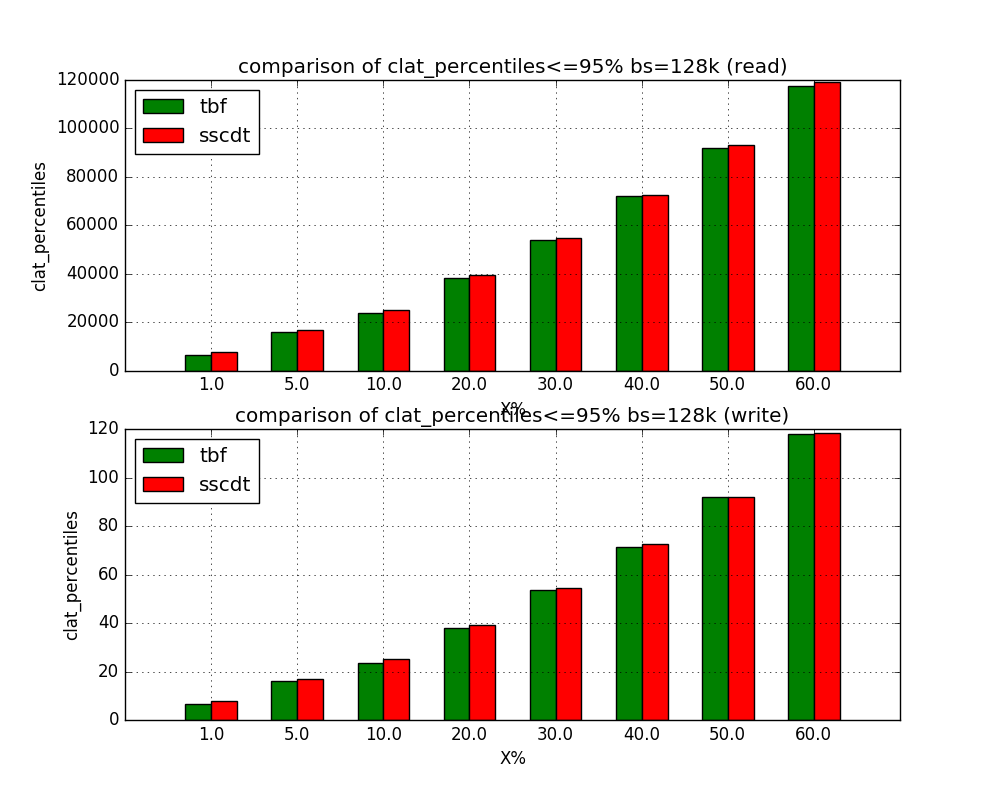 comparison of clat_percentiles<=95% bs=128k (read)
120000
100000
80000
60000
40000
20000
0
clat_percentiles
tbf
sscdt
1.0 5.0 10.0 20.0 30.0 40.0 50.0 60.0
X%
comparison of clat_percentiles<=95% bs=128k (write)
120
100
80
60
40
20
0
clat_percentiles
tbf
sscdt
1.0 5.0 10.0 20.0 30.0 40.0 50.0 60.0
X%